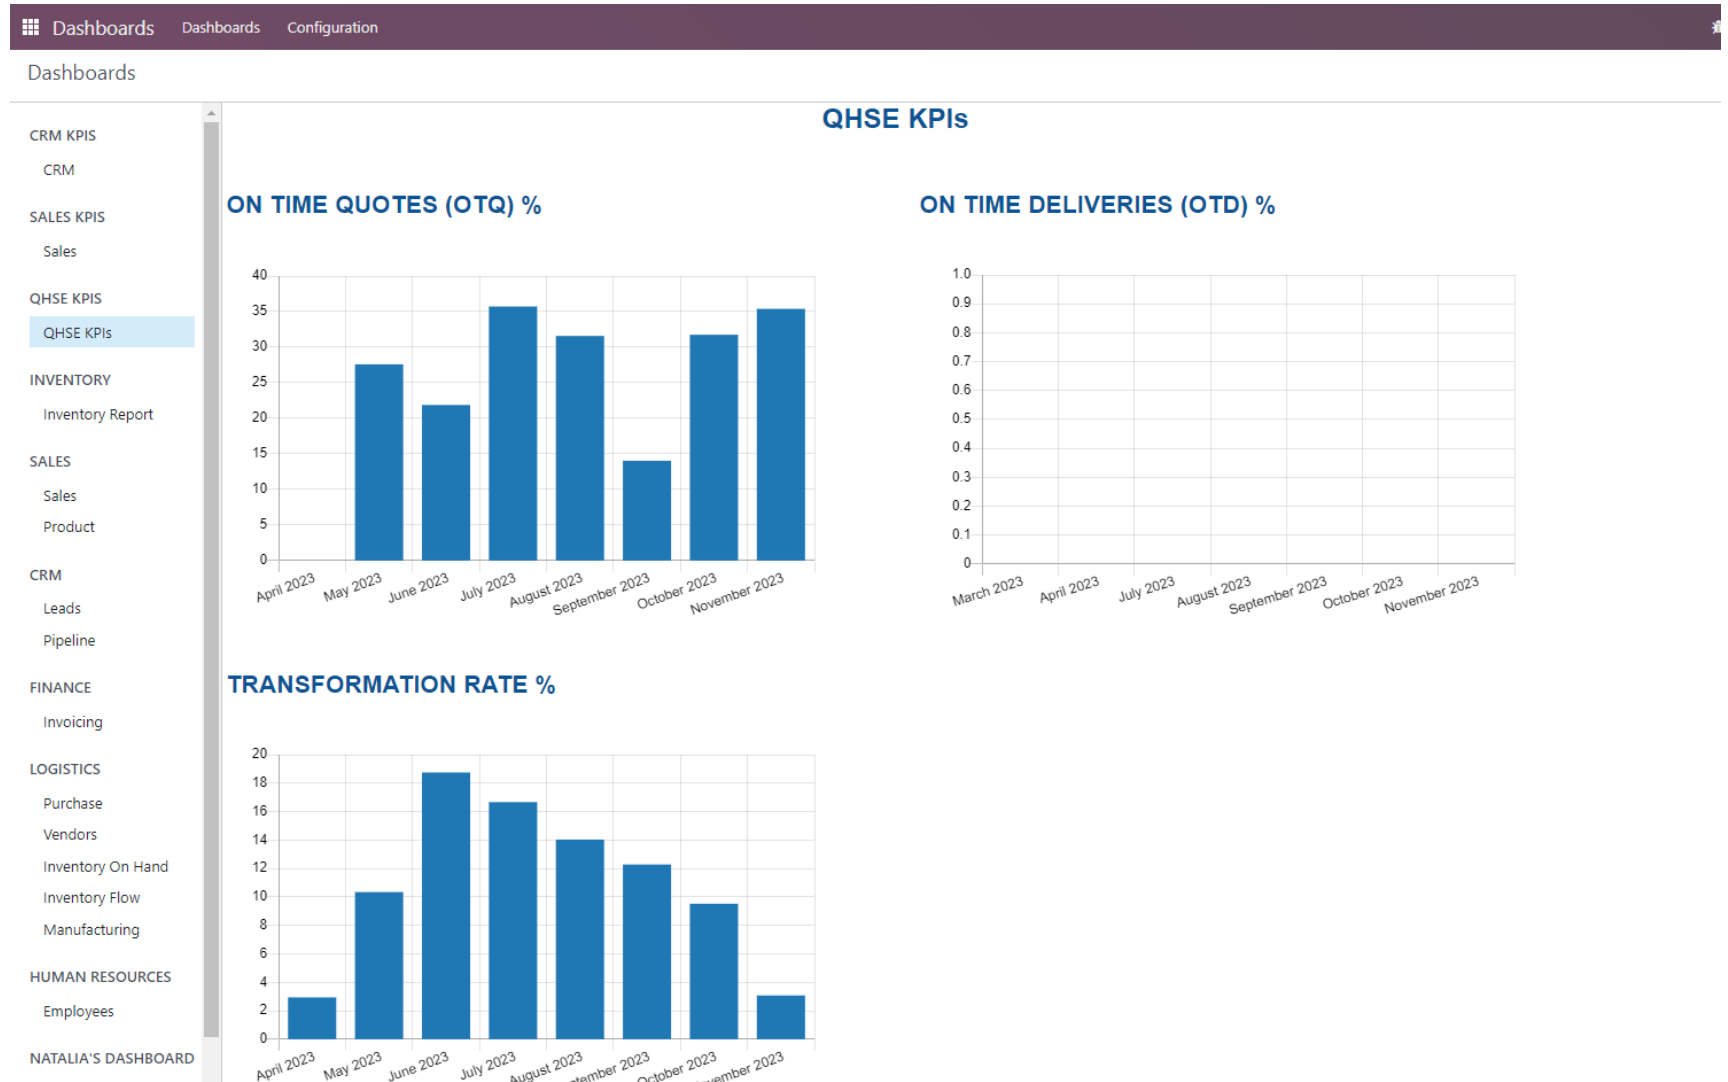 Dashboards Dashboards Configuration
Dashboards
CRM KPIS
CRM
SALES KPIS
Sales
QHSE KPIS
QHSE KPIs
INVENTORY
Inventory Report
SALES
Sales
Product
CRM
Leads
Pipeline
FINANCE
Invoicing
LOGISTICS
Purchase
Vendors
Inventory On Hand
Inventory Flow
Manufacturing
HUMAN RESOURCES
Employees
NATALIA'S DASHBOARD
QHSE KPIs
ON TIME QUOTES (OTQ) %
40
35
30
25
20
15
10
5
0
April 2023 May 2023 June 2023 July 2023 August 2023 September 2023 October 2023 November 2023
ON TIME DELIVERIES (OTD) %
1.0
0.9
0.8
0.7
0.6
0.5
0.4
0.3
0.2
0.1
0
March 2023 April 2023 July 2023 August 2023 September 2023 October 2023 November 2023
TRANSFORMATION RATE %
20
18
16
14
12
10
8
6
4
2
0
April 2023 May 2023 June 2023 July 2023 August 2023 2023 October 2023 2023